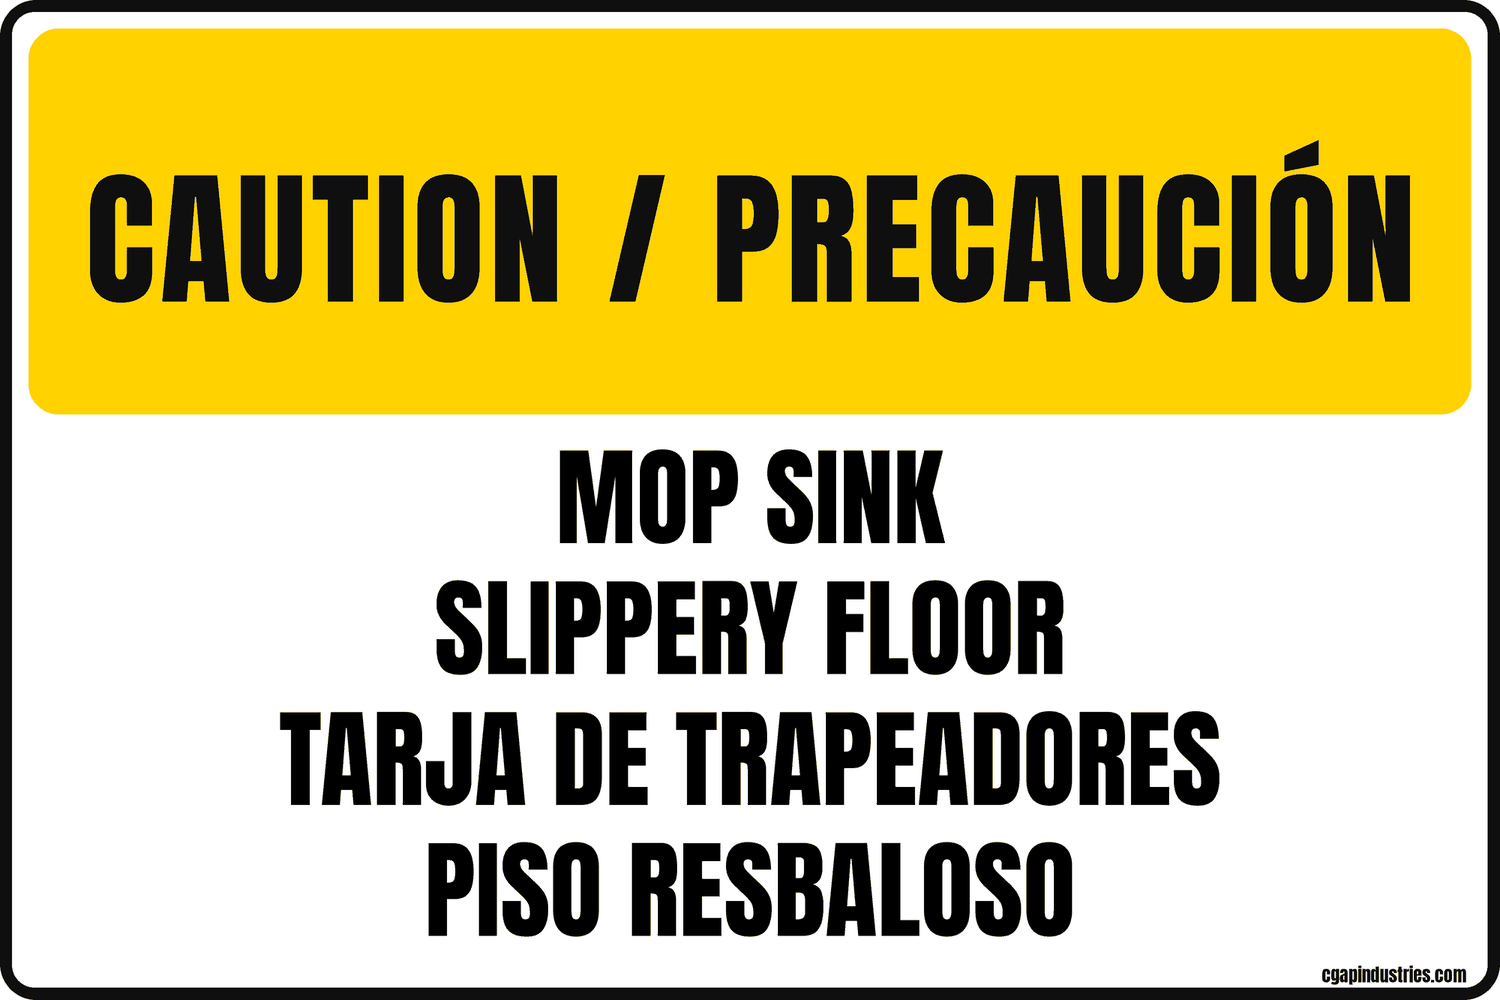 CAUTION / PRECAUCIÓN
MOP SINK
SLIPPERY FLOOR
TARJA DE TRAPEADORES
PISO RESBALOSO
cgapindustries.com